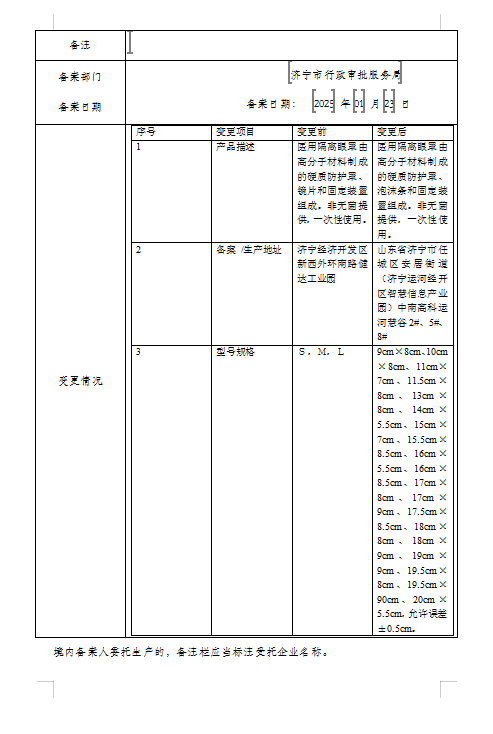 备注
备案部门 济宁市行政审批服务局
备案日期 备案日期： 2025 年 01 月 23 日
变更情况
序号 变更项目 变更前 变更后
1 产品描述
医用隔离眼罩由
高分子材料制成
的硬质防护罩、
镜片和固定装置
组成。非无菌提
供，一次性使用。
医用隔离眼罩由
高分子材料制成
的硬质防护罩、
泡沫条和固定装
置组成。非无菌
提供，一次性使
用。
2 备案 /生产地址
济宁经济开发区
新西外环南路健
达工业园
山东省济宁市任
城区安居街道
（济宁运河经开
区智慧信息产业
园）中南高科运
河慧谷 2#、5#、
8#
3 型号规格 S，M，L
9cm×8cm、10cm
×8cm、11cm×
7cm、11.5cm×
8cm、13cm×
8cm、14cm×
5.5cm、15cm×
7cm、15.5cm×
8.5cm、16cm×
5.5cm、16cm×
8.5cm、17cm×
8cm、17cm×
9cm、17.5cm×
8.5cm、18cm×
8cm、18cm×
9cm、19cm×
9cm、19.5cm×
8cm、19.5cm×
90cm、20cm×
5.5cm，允许误差
±0.5cm。
境内备案人委托生产的，备注栏应当标注受托企业名称。